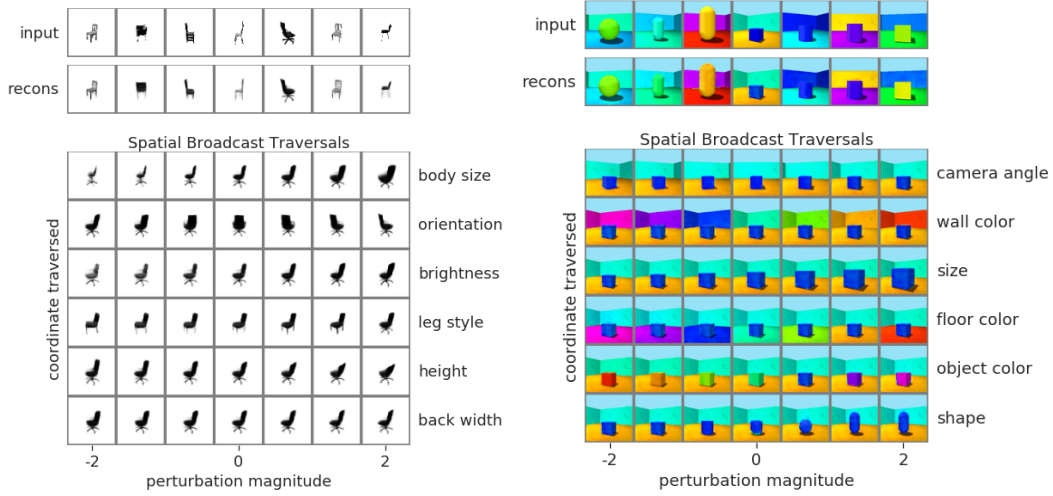 input
recons
Spatial Broadcast Traversals
coordinate traversed
body size
orientation
brightness
leg style
height
back width
-2 0 2
perturbation magnitude
input
recons
Spatial Broadcast Traversals
coordinate traversed
camera angle
wall color
size
floor color
object color
shape
-2 0 2
perturbation magnitude